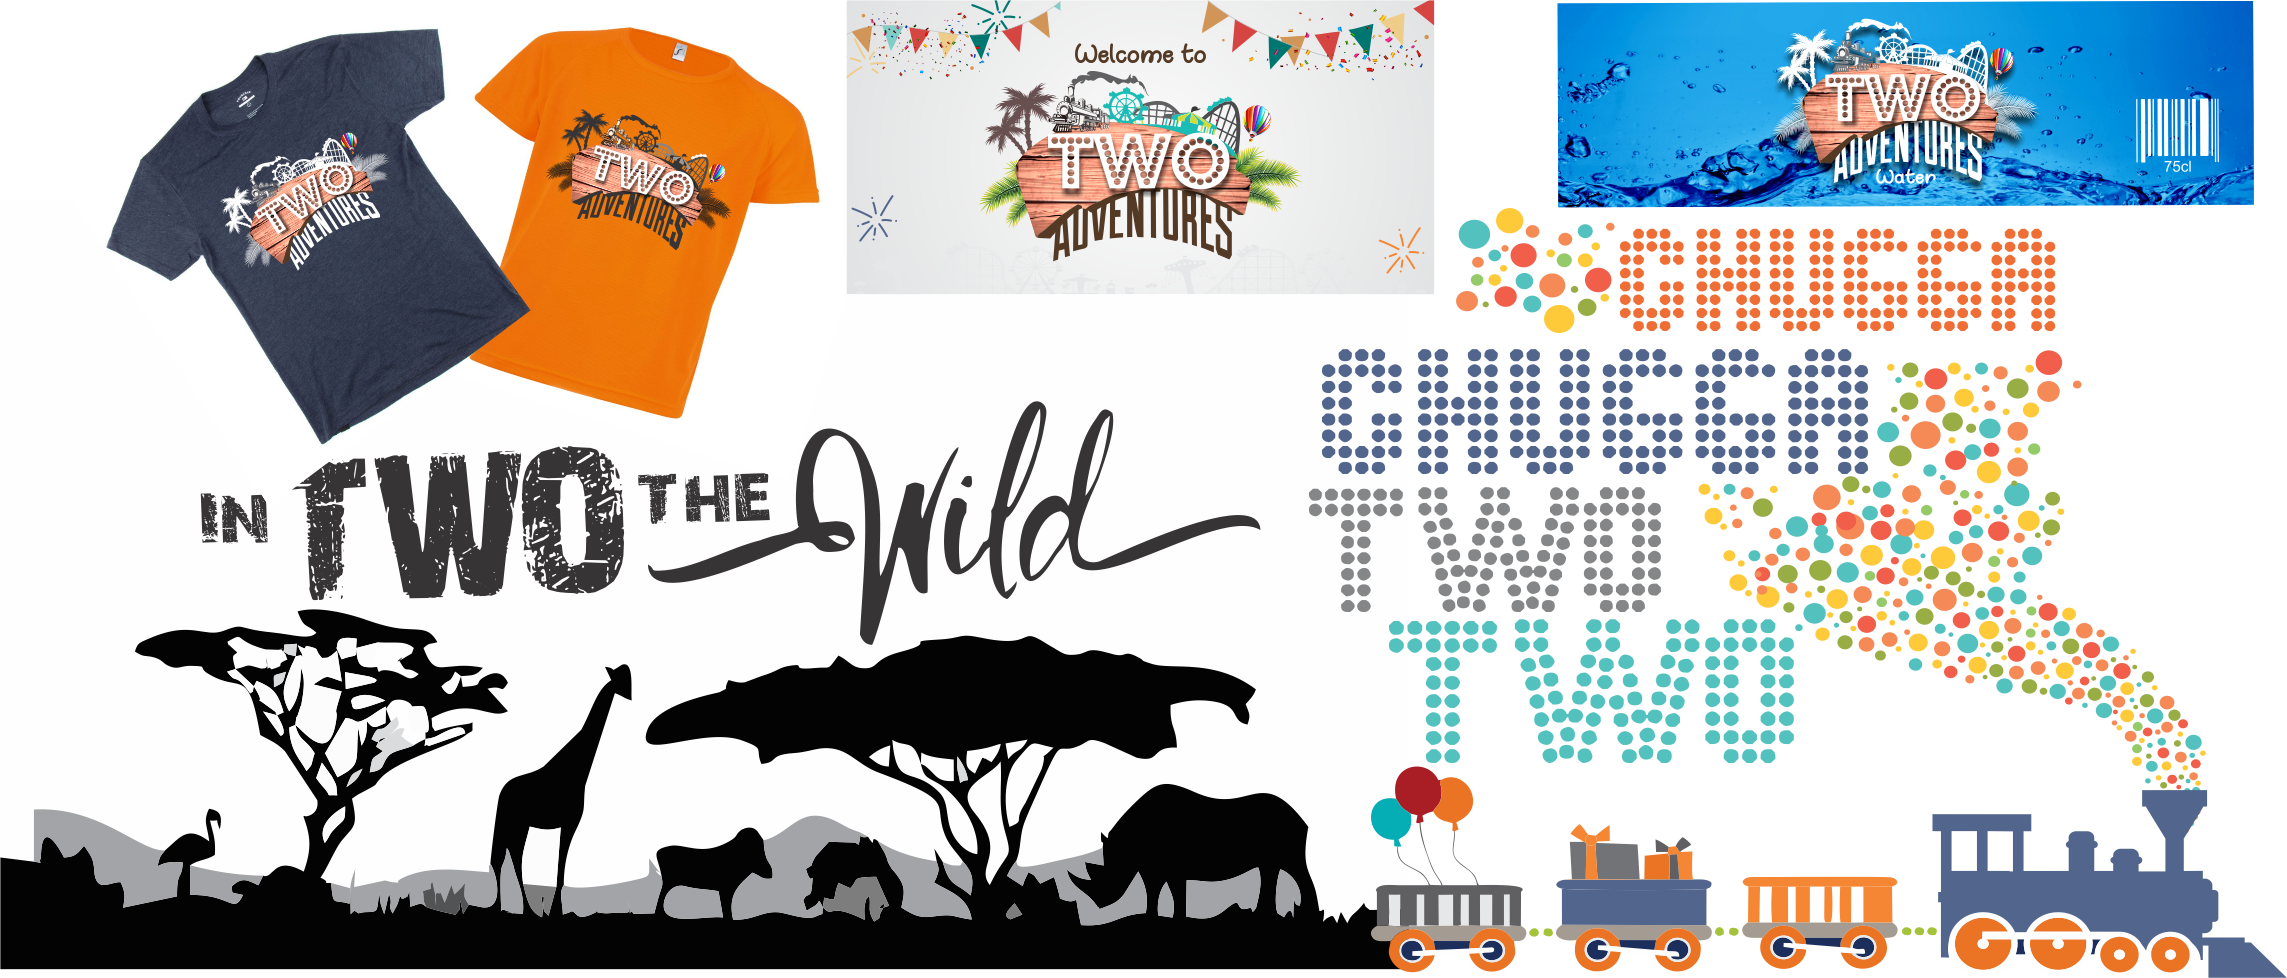 TWO
ADVENTURES
TWO
ADVENTURES
Welcome to
TWO
ADVENTURES
TWO
ADVENTURES
Water
75cl
CHUGGA
CHUGGA
TWO
TWO
IN TWO THE Wild